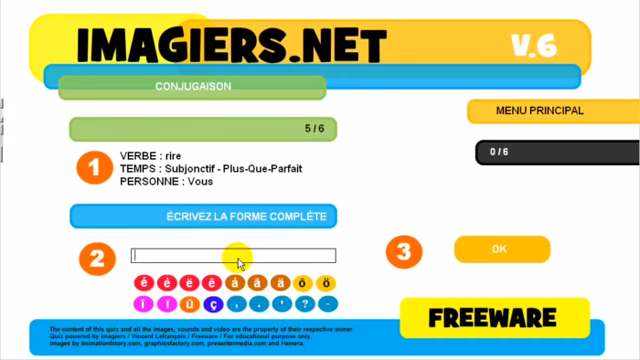 IMAGIERS.NET
V.6
CONJUGAISON
MENU PRINCIPAL
5 / 6
0 / 6
1
VERBE : rire
TEMPS : Subjonctif - Plus-Que-Parfait
PERSONNE : Vous
ÉCRIVEZ LA FORME COMPLÈTE
2
3
OK
FREEWARE
The content of this quiz and all the images, sounds and video are the property of their respective owner.
Quiz powered by Imagiers / Vincent Lefrançois / Freeware / For educational purpose only.
Images by Animationfstory.com, graphicsfactory.com, presentermedia.com and Hemera.